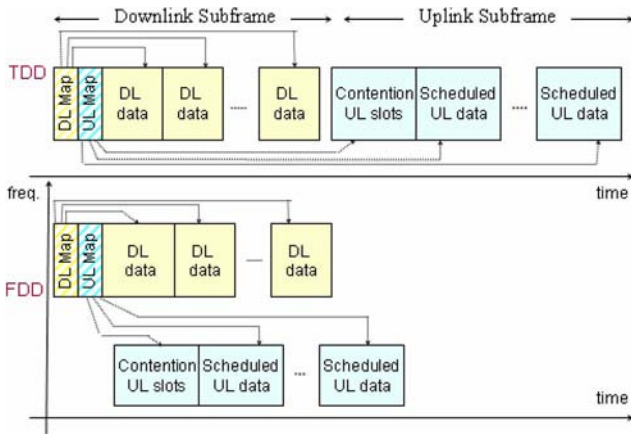 Downlink Subframe
Uplink Subframe
TDD
DL Map
UL Map
DL
data
DL
data
.....
DL
data
Contention
UL slots
Scheduled
UL data
....
Scheduled
UL data
freq.
time
FDD
DL Map
UL Map
DL
data
DL
data
DL
data
Contention
UL slots
Scheduled
UL data
...
Scheduled
UL data
time